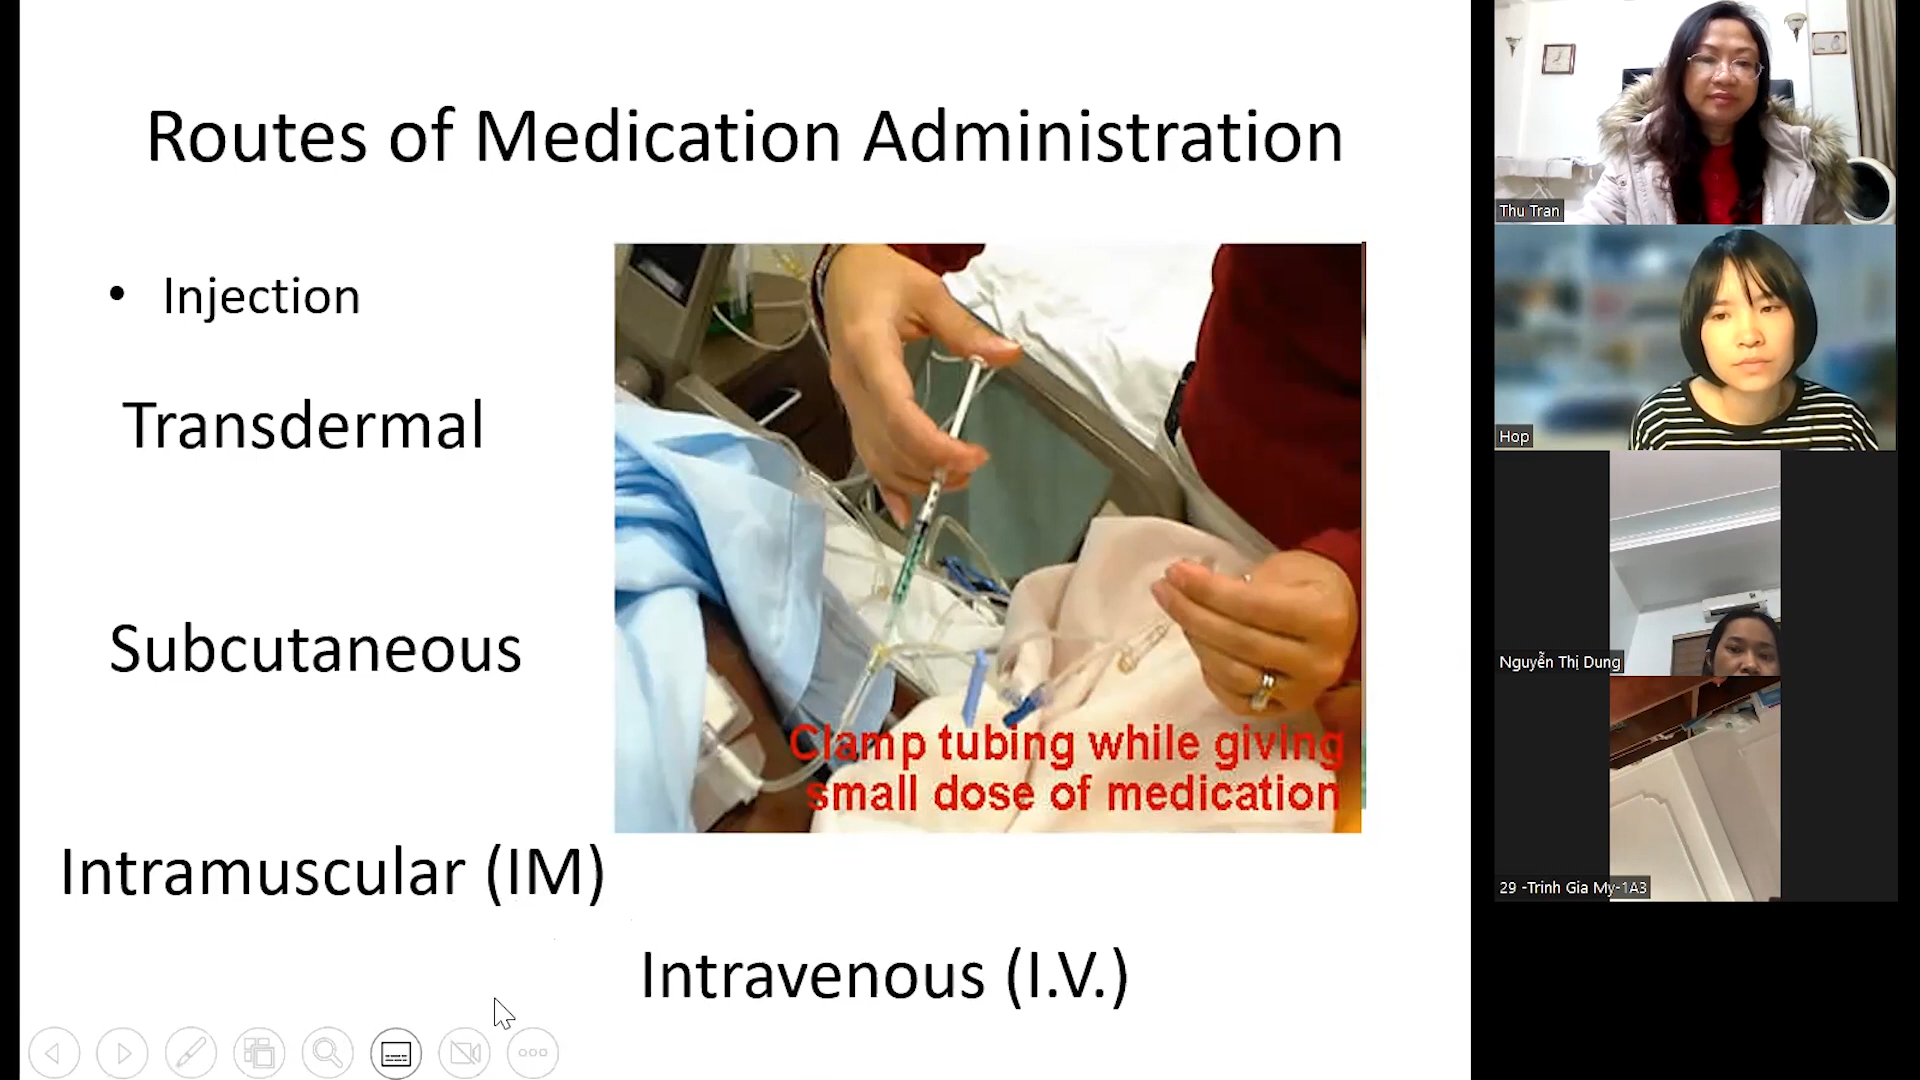 Routes of Medication Administration
• Injection
Transdermal
Subcutaneous
Intramuscular (IM)
Intravenous (I.V.)
Clamp tubing while giving
small dose of medication
Thu Tran
Hop
Nguyễn Thị Dung
29 -Trinh Gia My-1A3